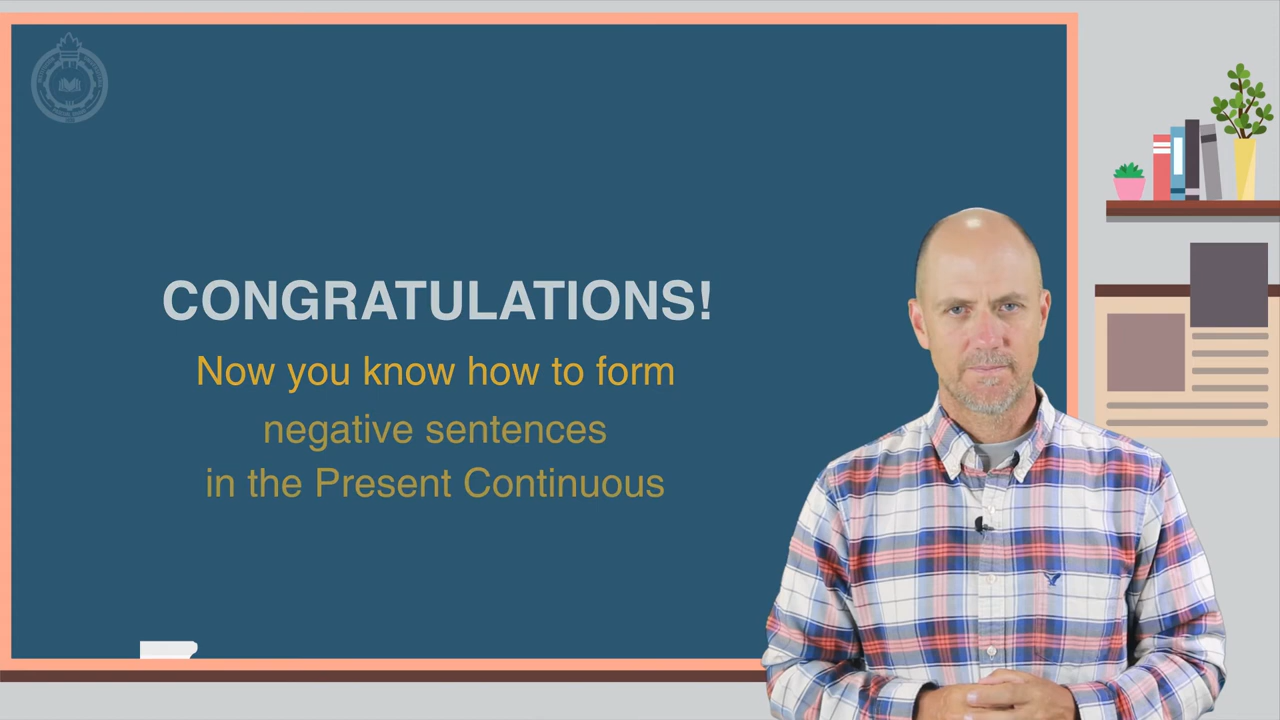 CONGRATULATIONS!
Now you know how to form
negative sentences
in the Present Continuous